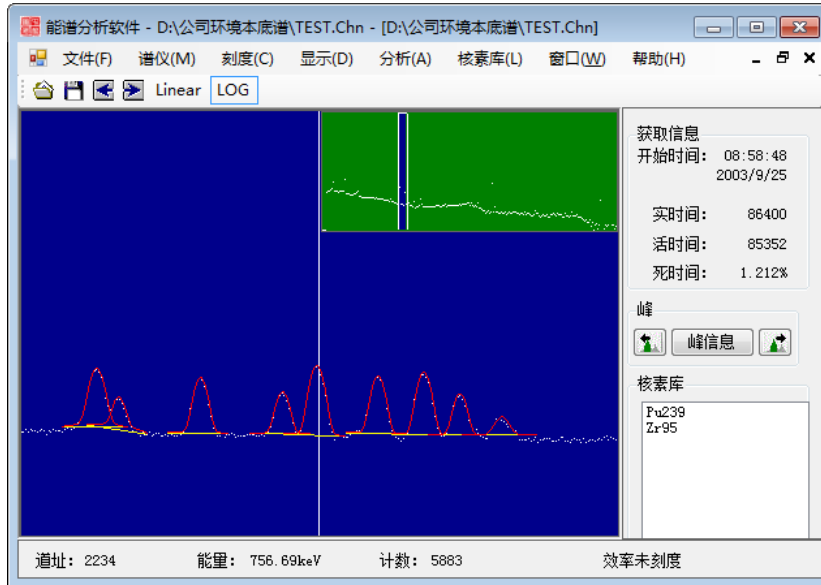 能谱分析软件 - D:\公司环境本底谱\TEST.Chn - [D:\公司环境本底谱\TEST.Chn]
文件(F) 谱仪(M) 刻度(C) 显示(D) 分析(A) 核素库(L) 窗口(W) 帮助(H)
Linear LOG
获取信息
开始时间: 08:58:48
2003/9/25
实时间: 86400
活时间: 85352
死时间: 1.212%
峰
峰信息
核素库
Pu239
Zr95
道址: 2234 能量: 756.69keV 计数: 5883 效率未刻度